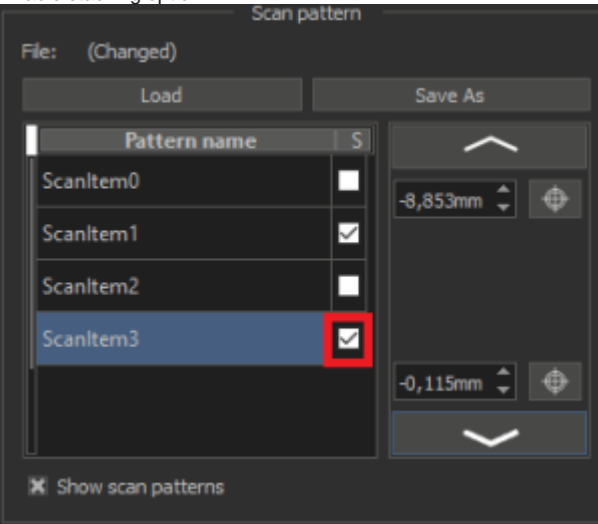 Scan pattern
File: (Changed)
Load Save As
Pattern name S
ScanItem0
-8,853mm
ScanItem1
ScanItem2
ScanItem3
-0,115mm
Show scan patterns